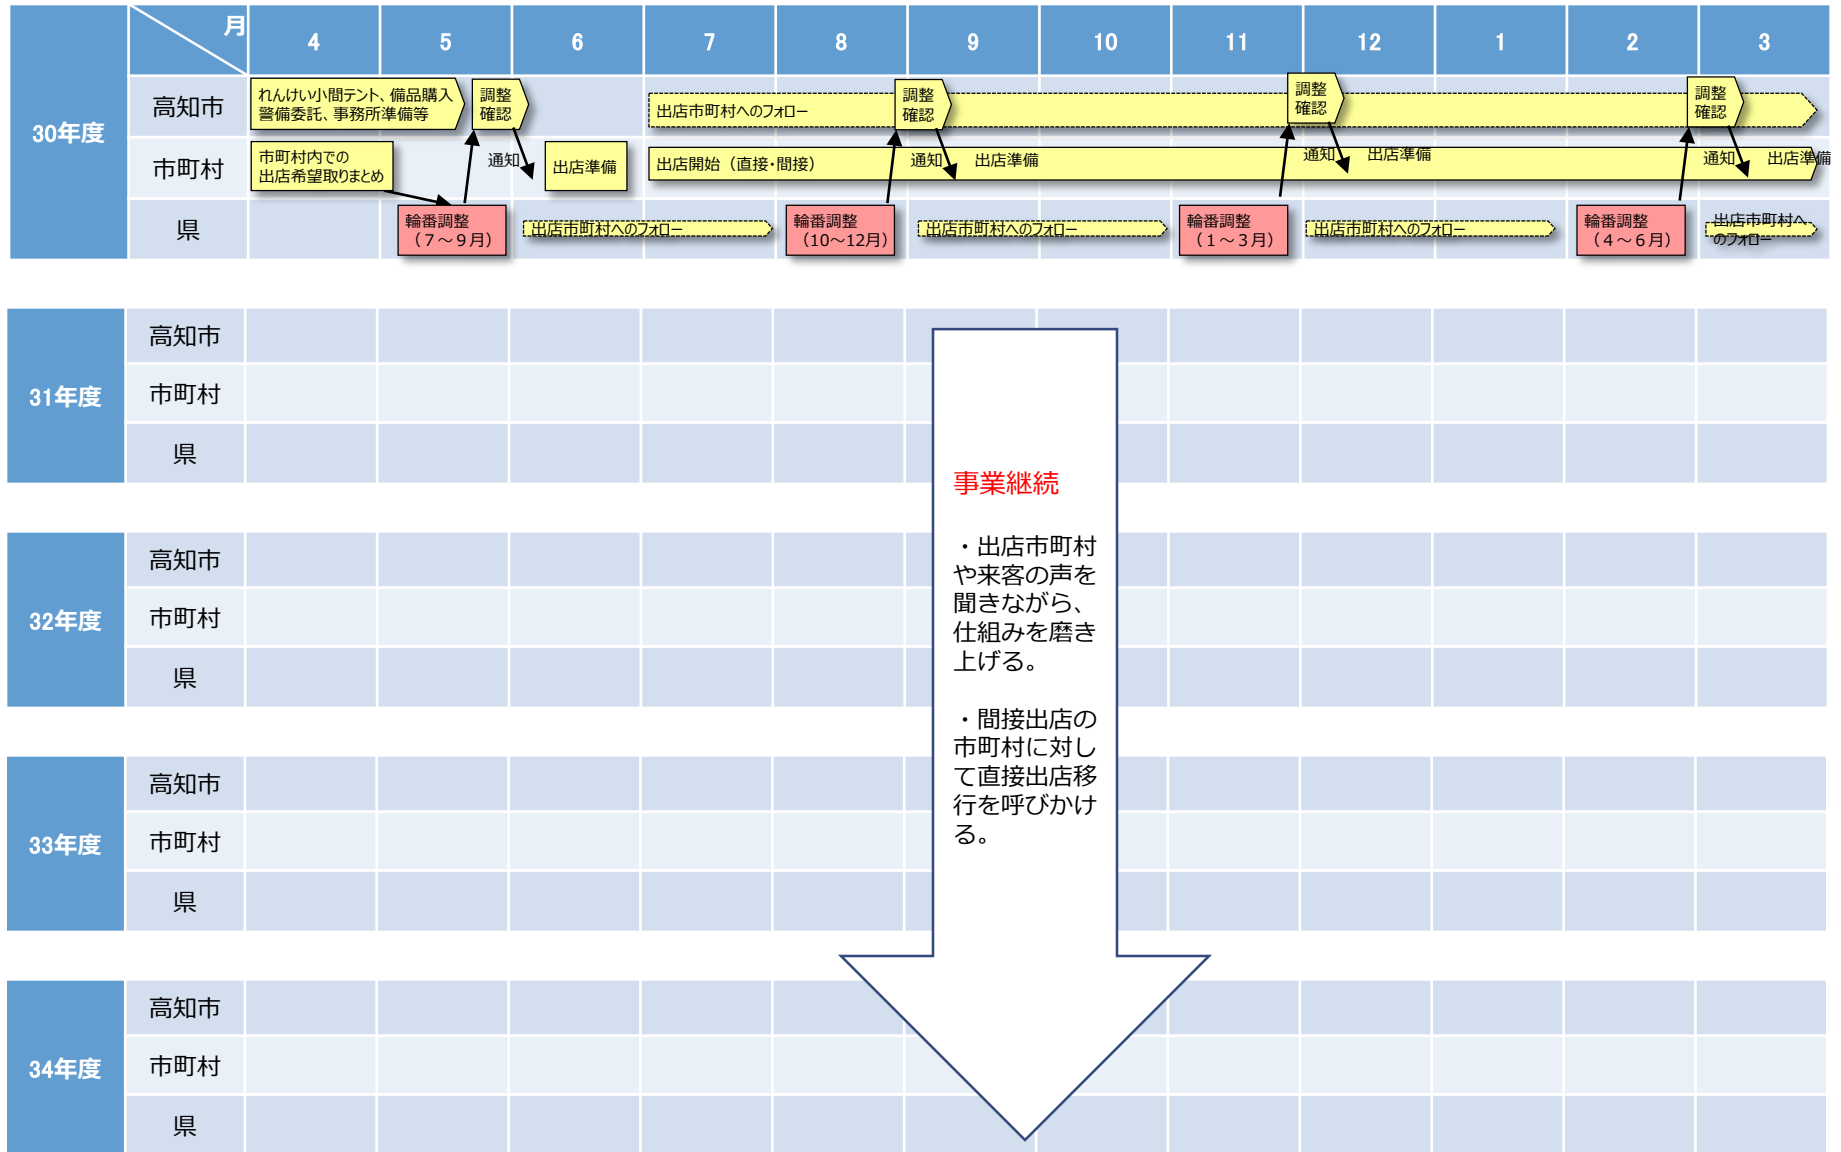 月
4 5 6 7 8 9 10 11 12 1 2 3
30年度
高知市
れんけい小間テント、備品購入
警備委託、事務所準備等
調整
確認
出店市町村へのフォロー
調整
確認
調整
確認
調整
確認
市町村
市町村内での
出店希望取りまとめ
通知
出店準備
出店開始（直接・間接）
通知
出店準備
通知
出店準備
通知
出店準備
県
輪番調整
（７～９月）
出店市町村へのフォロー
輪番調整
（10～12月）
出店市町村へのフォロー
輪番調整
（１～３月）
出店市町村へのフォロー
輪番調整
（４～６月）
出店市町村へ
のフォロー
31年度
高知市
市町村
県
32年度
高知市
市町村
県
33年度
高知市
市町村
県
34年度
高知市
市町村
県
事業継続
・出店市町村
や来客の声を
聞きながら、
仕組みを磨き
上げる。
・間接出店の
市町村に対し
て直接出店移
行を呼びかけ
る。